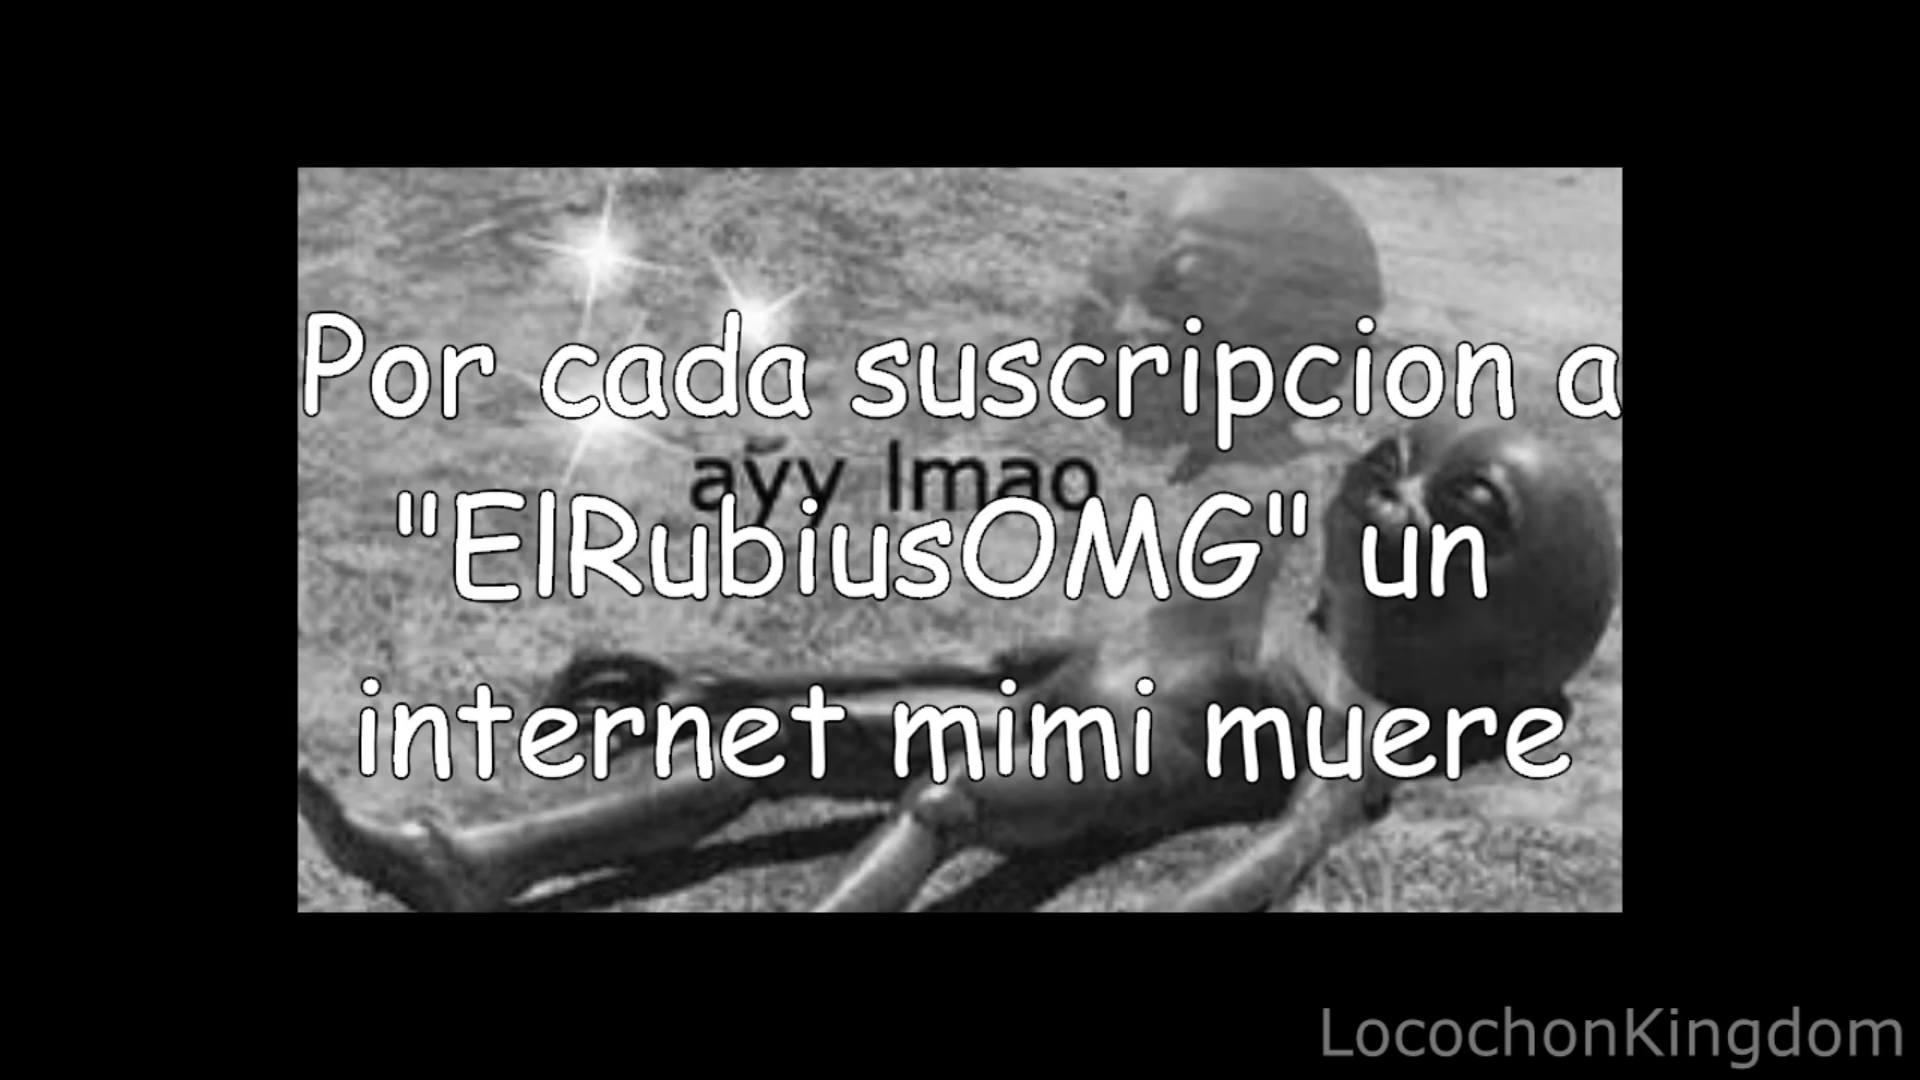 Por cada suscripcion a
ayy lmao
"ElRubiusOMG" un
internet mimi muere
LocochonKingdom